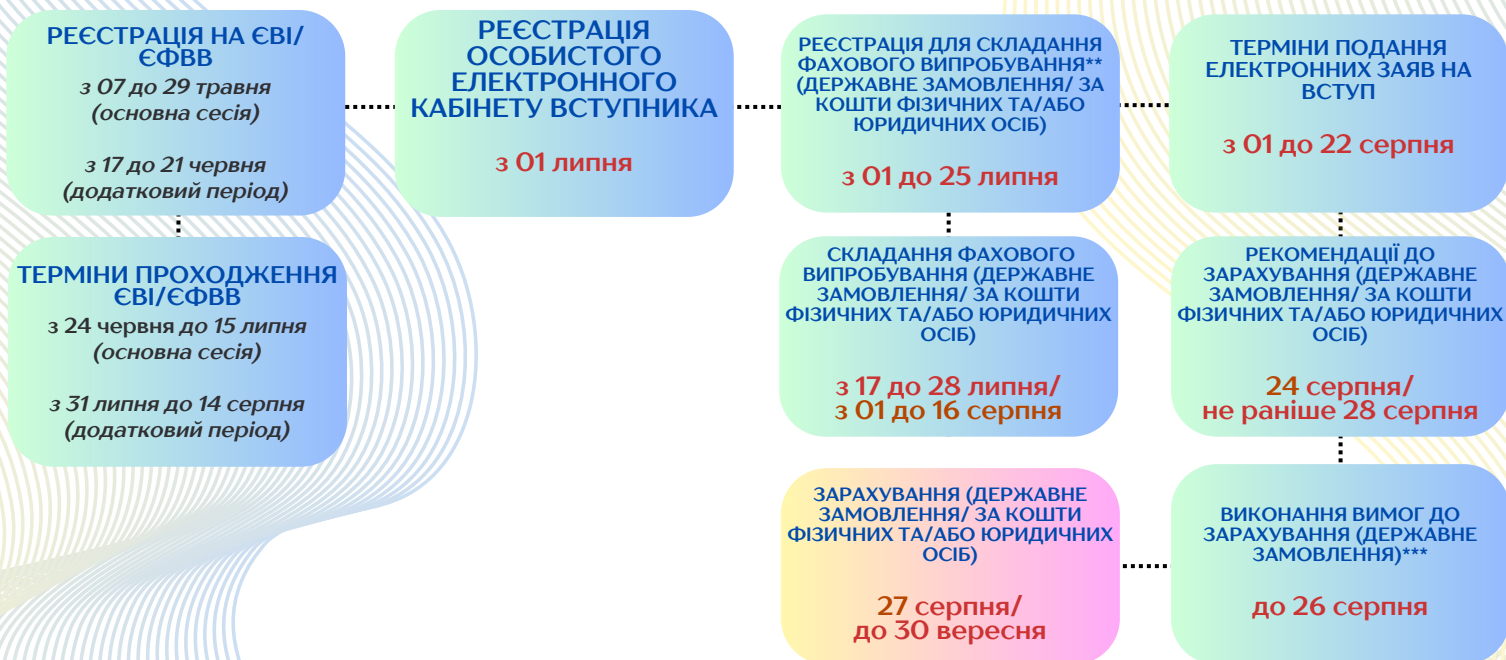 РЕЄСТРАЦІЯ НА ЄВІ/
ЄФВВ
з 07 до 29 травня
(основна сесія)
з 17 до 21 червня
(додатковий період)
РЕЄСТРАЦІЯ
ОСОБИСТОГО
ЕЛЕКТРОННОГО
КАБІНЕТУ ВСТУПНИКА
з 01 липня
РЕЄСТРАЦІЯ ДЛЯ СКЛАДАННЯ
ФАХОВОГО ВИПРОБУВАННЯ**
(ДЕРЖАВНЕ ЗАМОВЛЕННЯ/ ЗА
КОШТИ ФІЗИЧНИХ ТА/АБО
ЮРИДИЧНИХ ОСІБ)
з 01 до 25 липня
ТЕРМІНИ ПОДАННЯ
ЕЛЕКТРОННИХ ЗАЯВ НА
ВСТУП
з 01 до 22 серпня
ТЕРМІНИ ПРОХОДЖЕННЯ
ЄВІ/ЄФВВ
з 24 червня до 15 липня
(основна сесія)
з 31 липня до 14 серпня
(додатковий період)
СКЛАДАННЯ ФАХОВОГО
ВИПРОБУВАННЯ (ДЕРЖАВНЕ
ЗАМОВЛЕННЯ/ ЗА КОШТИ
ФІЗИЧНИХ ТА/АБО ЮРИДИЧНИХ
ОСІБ)
з 17 до 28 липня/
з 01 до 16 серпня
РЕКОМЕНДАЦІЇ ДО
ЗАРАХУВАННЯ (ДЕРЖАВНЕ
ЗАМОВЛЕННЯ/ ЗА КОШТИ
ФІЗИЧНИХ ТА/АБО ЮРИДИЧНИХ
ОСІБ)
24 серпня/
не раніше 28 серпня
ЗАРАХУВАННЯ (ДЕРЖАВНЕ
ЗАМОВЛЕННЯ/ ЗА КОШТИ
ФІЗИЧНИХ ТА/АБО ЮРИДИЧНИХ
ОСІБ)
27 серпня/
до 30 вересня
ВИКОНАННЯ ВИМОГ ДО
ЗАРАХУВАННЯ (ДЕРЖАВНЕ
ЗАМОВЛЕННЯ)***
до 26 серпня